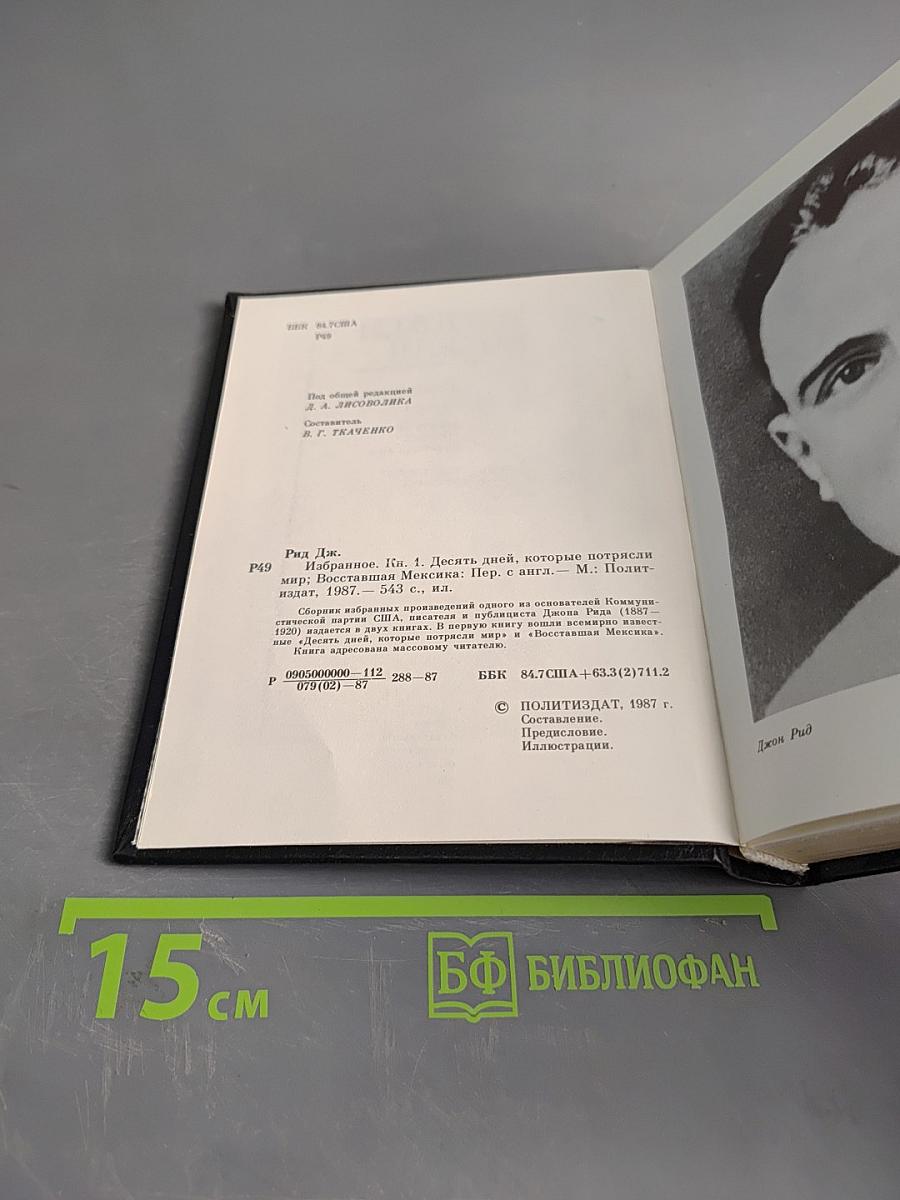 ББК 84.7США
Р49
Под общей редакцией
Д. А. ЛИСОВОЛИКА
Составитель
В. Г. ТКАЧЕНКО
Рид Дж.
Р49 Избранное. Кн. 1. Десять дней, которые потрясли
мир; Восставшая Мексика: Пер. с англ.— М.: Полит-
издат, 1987.— 543 с., ил.
Сборник избранных произведений одного из основателей Коммуни-
стической партии США, писателя и публициста Джона Рида (1887—
1920) издается в двух книгах. В первую книгу вошли всемирно извест-
ные «Десять дней, которые потрясли мир» и «Восставшая Мексика».
Книга адресована массовому читателю.
Р 0905000000—112
079(02)—87 288—87 ББК 84.7США+63.3(2)711.2
© ПОЛИТИЗДАТ, 1987 г.
Составление.
Предисловие.
Иллюстрации.
Джон Рид
15 см
БФ БИБЛИОФАН